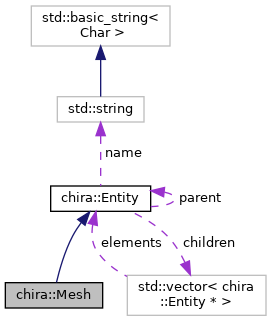 std::basic_string<
Char >
std::string
name
chira::Entity
parent
elements
children
chira::Mesh
std::vector< chira
::Entity * >